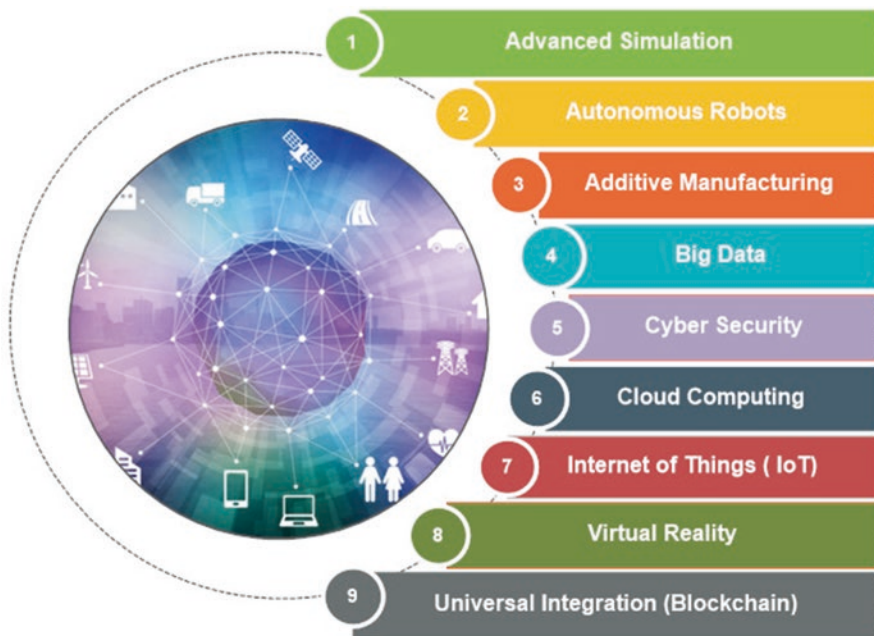 1 Advanced Simulation
2 Autonomous Robots
3 Additive Manufacturing
4 Big Data
5 Cyber Security
6 Cloud Computing
7 Internet of Things ( IoT)
8 Virtual Reality
9 Universal Integration (Blockchain)